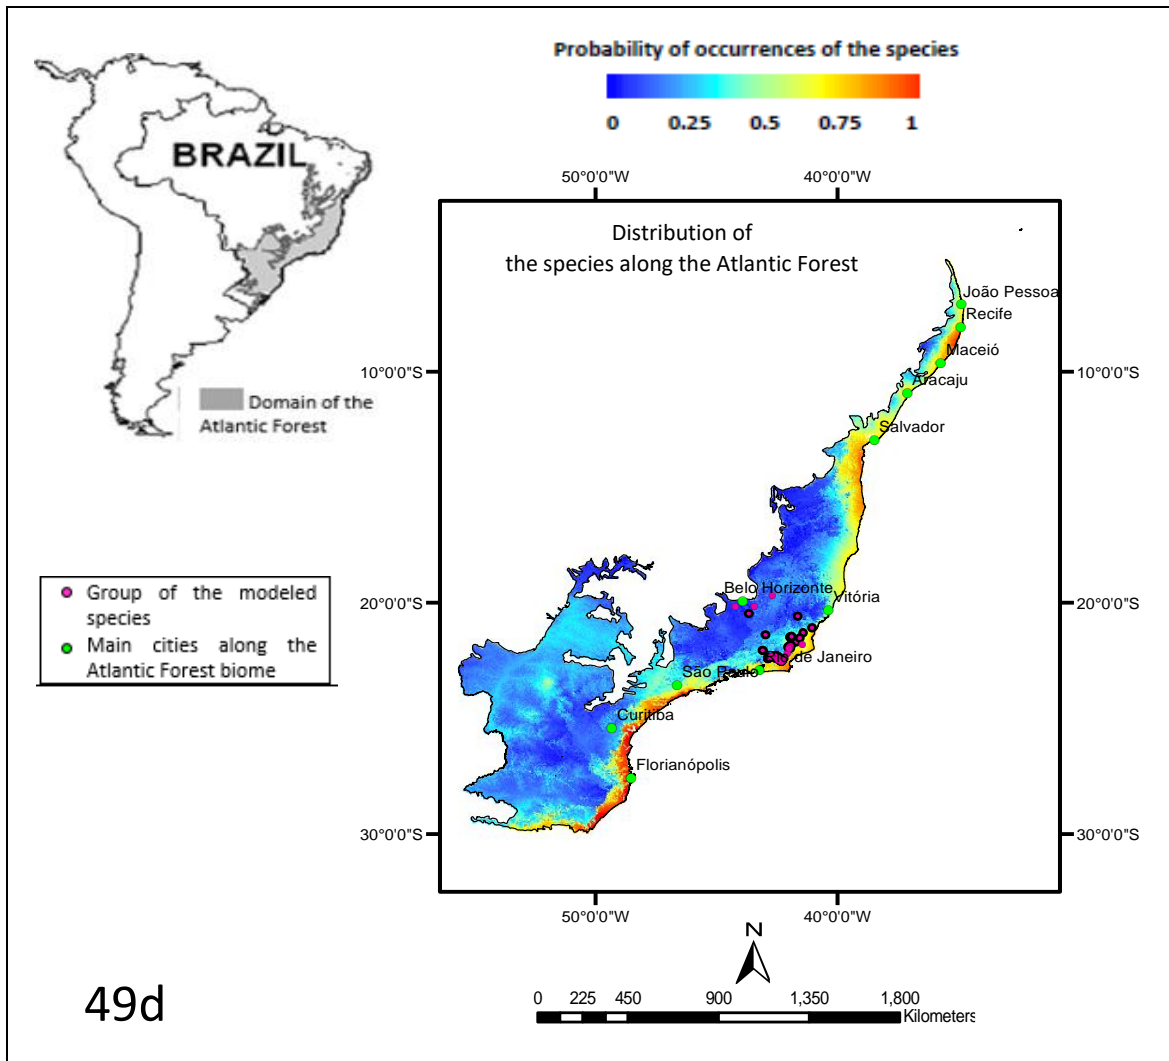 Probability of occurrences of the species
0 0.25 0.5 0.75 1
BRAZIL
Domain of the
Atlantic Forest
50°0'0"W 40°0'0"W
Distribution of
the species along the Atlantic Forest
João Pessoa
Recife
Maceió
10°0'0"S 10°0'0"S
Aracaju
Salvador
Group of the modeled
species
Main cities along the
Atlantic Forest biome
Belo Horizonte
Vitória
20°0'0"S 20°0'0"S
Rio de Janeiro
São Paulo
Curitiba
Florianópolis
30°0'0"S 30°0'0"S
50°0'0"W 40°0'0"W
N
49d
0 225 450 900 1,350 1,800
Kilometers